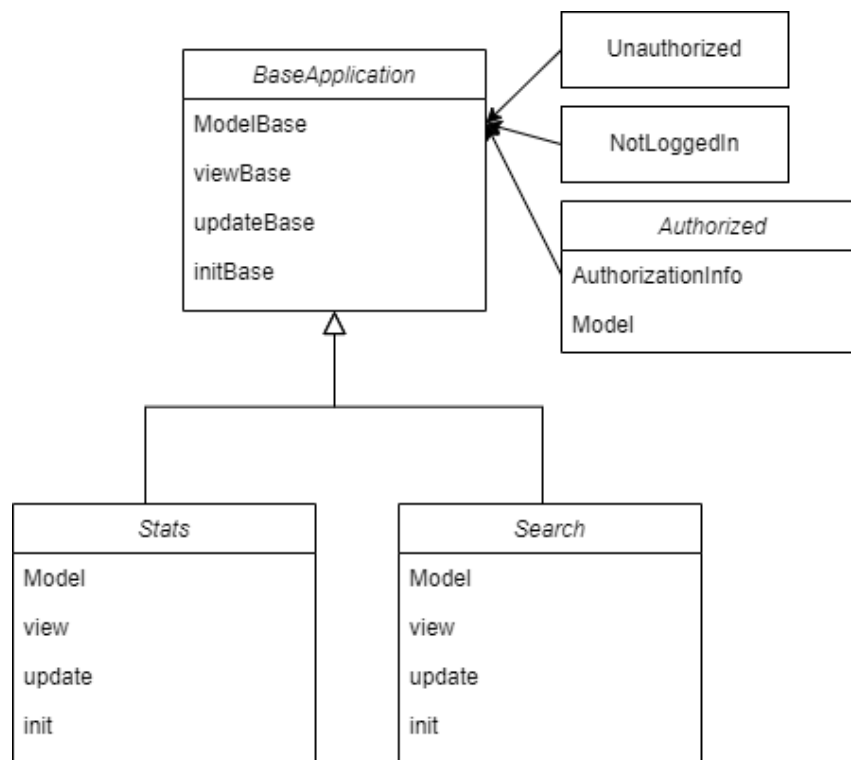 BaseApplication
ModelBase
viewBase
updateBase
initBase
Unauthorized
NotLoggedIn
Authorized
AuthorizationInfo
Model
Stats
Model
view
update
init
Search
Model
view
update
init